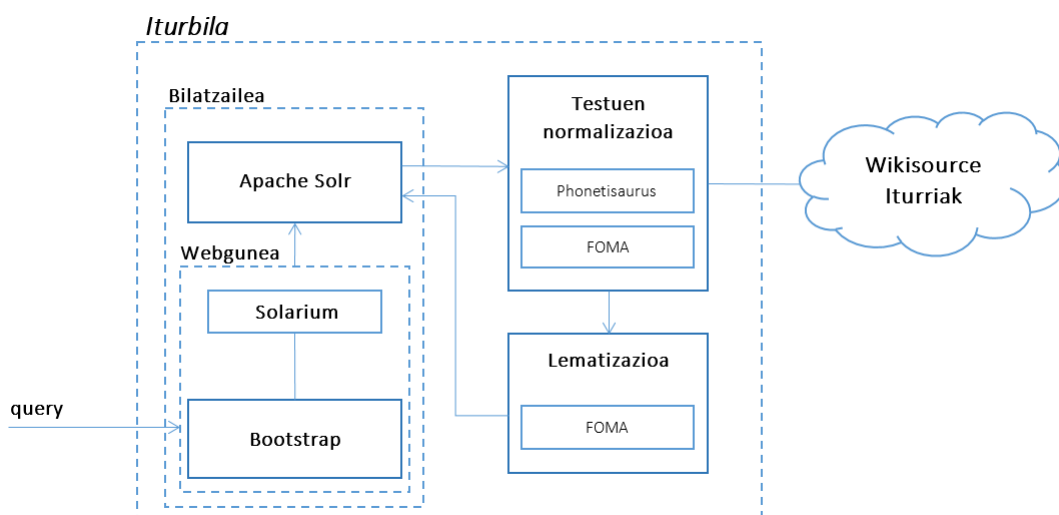 Iturbila
Bilatzailea
Apache Solr
Webgunea
Solarium
Bootstrap
query
Testuen
normalizazioa
Phonetisaurus
FOMA
Lematizazioa
FOMA
Wikisource
Iturriak